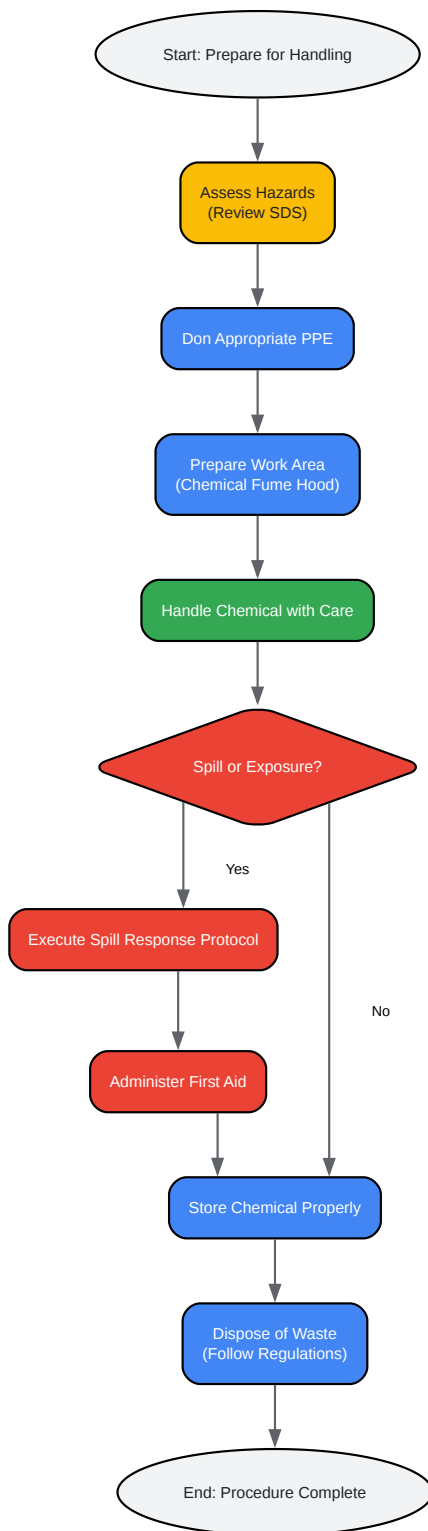 Start: Prepare for Handling
Assess Hazards
(Review SDS)
Don Appropriate PPE
Prepare Work Area
(Chemical Fume Hood)
Handle Chemical with Care
Spill or Exposure?
Yes
Execute Spill Response Protocol
No
Administer First Aid
Store Chemical Properly
Dispose of Waste
(Follow Regulations)
End: Procedure Complete